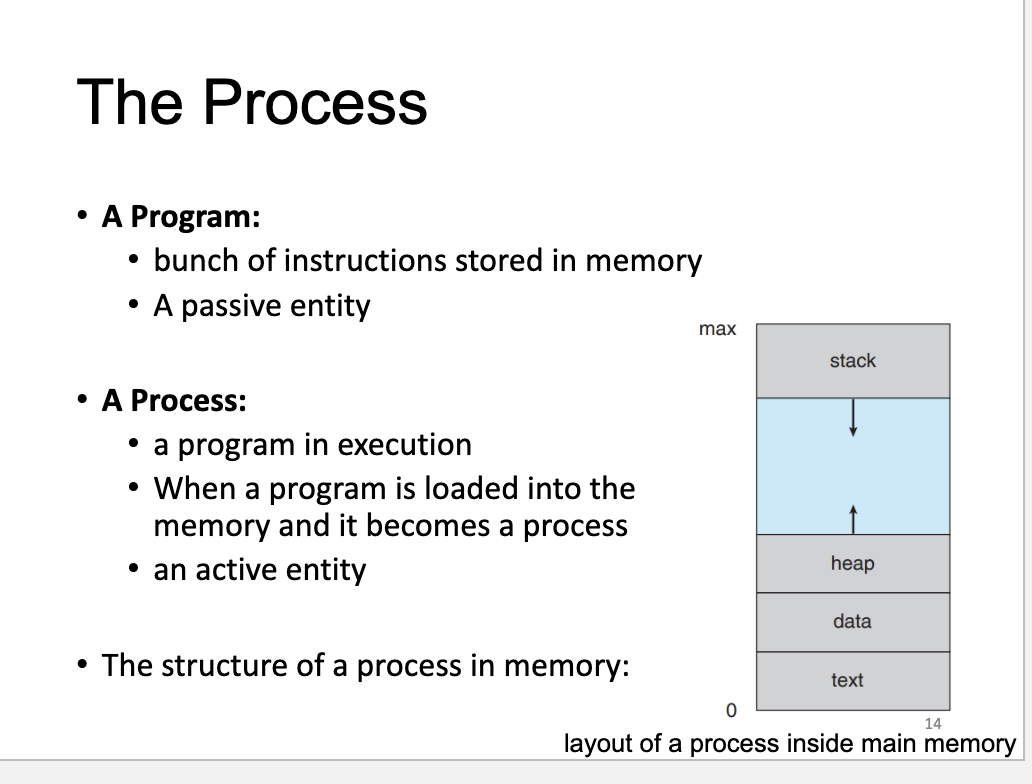 The Process
• A Program:
• bunch of instructions stored in memory
• A passive entity
• A Process:
• a program in execution
• When a program is loaded into the
memory and it becomes a process
• an active entity
• The structure of a process in memory:
max
stack
heap
data
text
0
14
layout of a process inside main memory